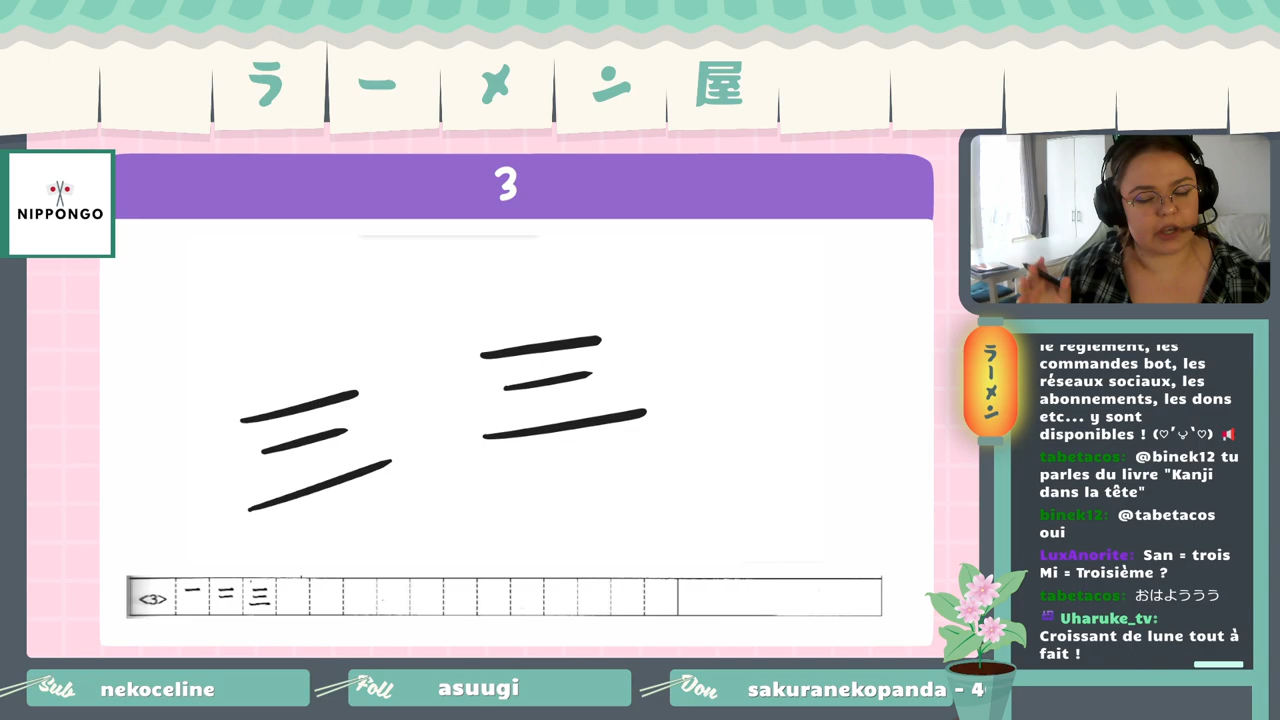 ラーメン屋
NIPPONGO
3
三 三
<3> 一 二 三
ラーメン
le règlement, les
commandes bot, les
réseaux sociaux, les
abonnements, les dons
etc... y sont
disponibles ! (♡˘◡˘♡)
tabetacos: @binek12 tu
parles du livre "Kanji
dans la tête"
binek12: @tabetacos
oui
LuxAnorite: San = trois
Mi = Troisième ?
tabetacos: おはよううう
Uharuke_tv:
Croissant de lune tout à
fait !
Sub nekoceline
Foll asuugi
Don sakuranekopanda - 4